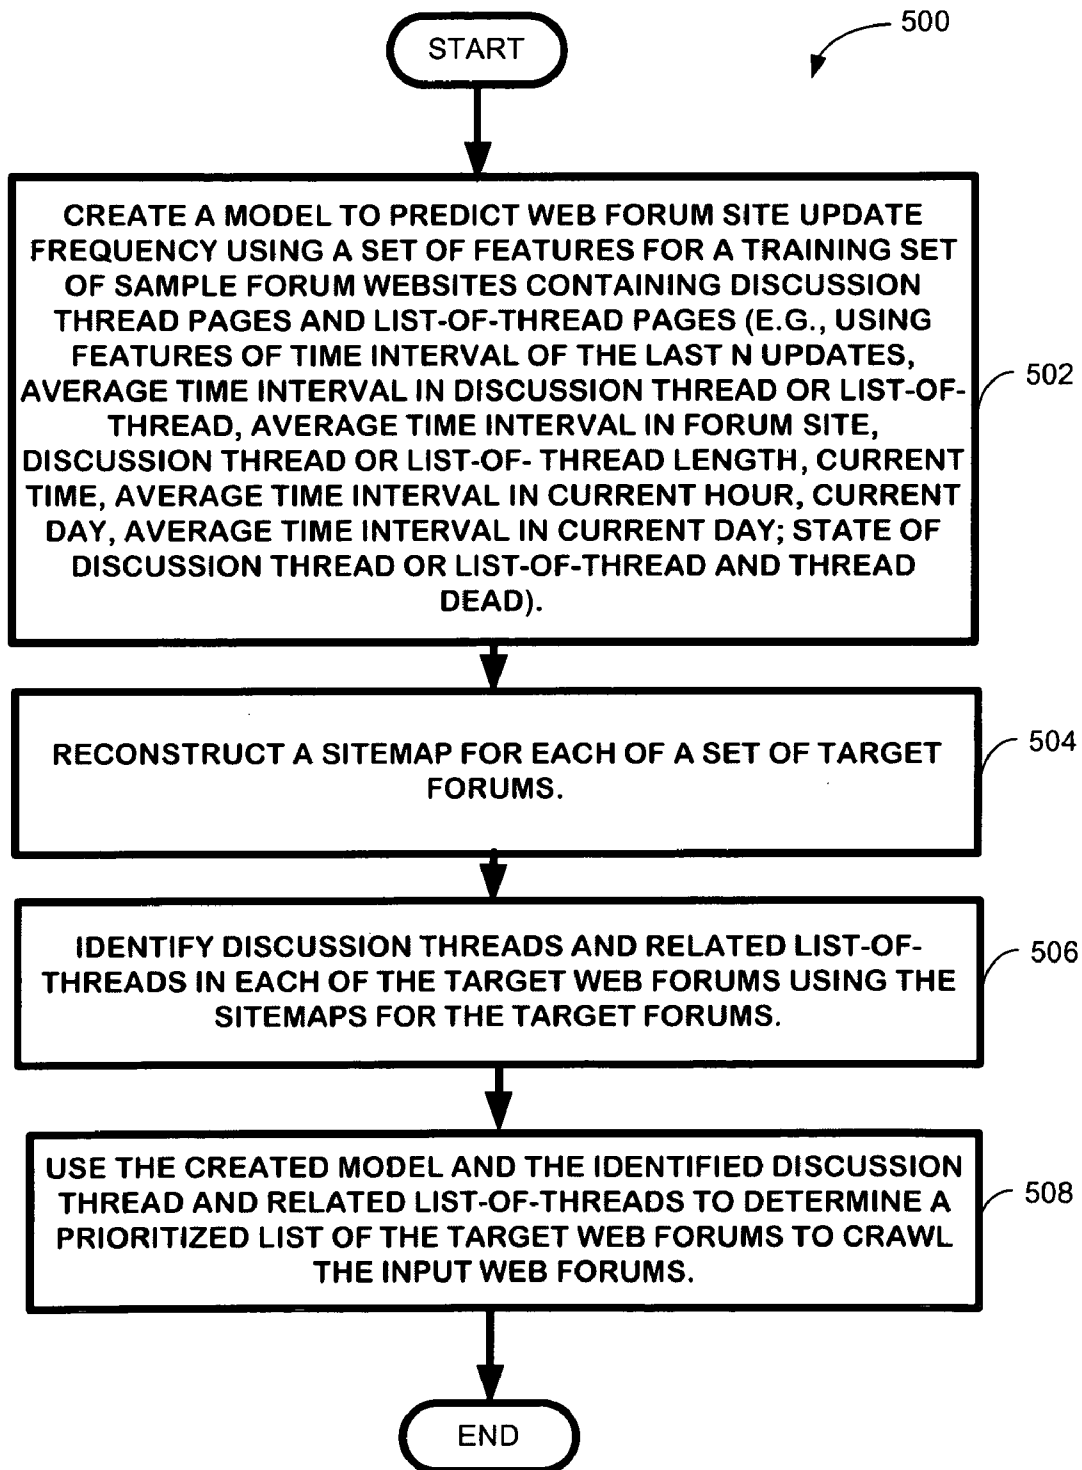 START
500
CREATE A MODEL TO PREDICT WEB FORUM SITE UPDATE
FREQUENCY USING A SET OF FEATURES FOR A TRAINING SET
OF SAMPLE FORUM WEBSITES CONTAINING DISCUSSION
THREAD PAGES AND LIST-OF-THREAD PAGES (E.G., USING
FEATURES OF TIME INTERVAL OF THE LAST N UPDATES,
AVERAGE TIME INTERVAL IN DISCUSSION THREAD OR LIST-OF-
THREAD, AVERAGE TIME INTERVAL IN FORUM SITE,
DISCUSSION THREAD OR LIST-OF- THREAD LENGTH, CURRENT
TIME, AVERAGE TIME INTERVAL IN CURRENT HOUR, CURRENT
DAY, AVERAGE TIME INTERVAL IN CURRENT DAY; STATE OF
DISCUSSION THREAD OR LIST-OF-THREAD AND THREAD
DEAD).
502
RECONSTRUCT A SITEMAP FOR EACH OF A SET OF TARGET
FORUMS.
504
IDENTIFY DISCUSSION THREADS AND RELATED LIST-OF-
THREADS IN EACH OF THE TARGET WEB FORUMS USING THE
SITEMAPS FOR THE TARGET FORUMS.
506
USE THE CREATED MODEL AND THE IDENTIFIED DISCUSSION
THREAD AND RELATED LIST-OF-THREADS TO DETERMINE A
PRIORITIZED LIST OF THE TARGET WEB FORUMS TO CRAWL
THE INPUT WEB FORUMS.
508
END